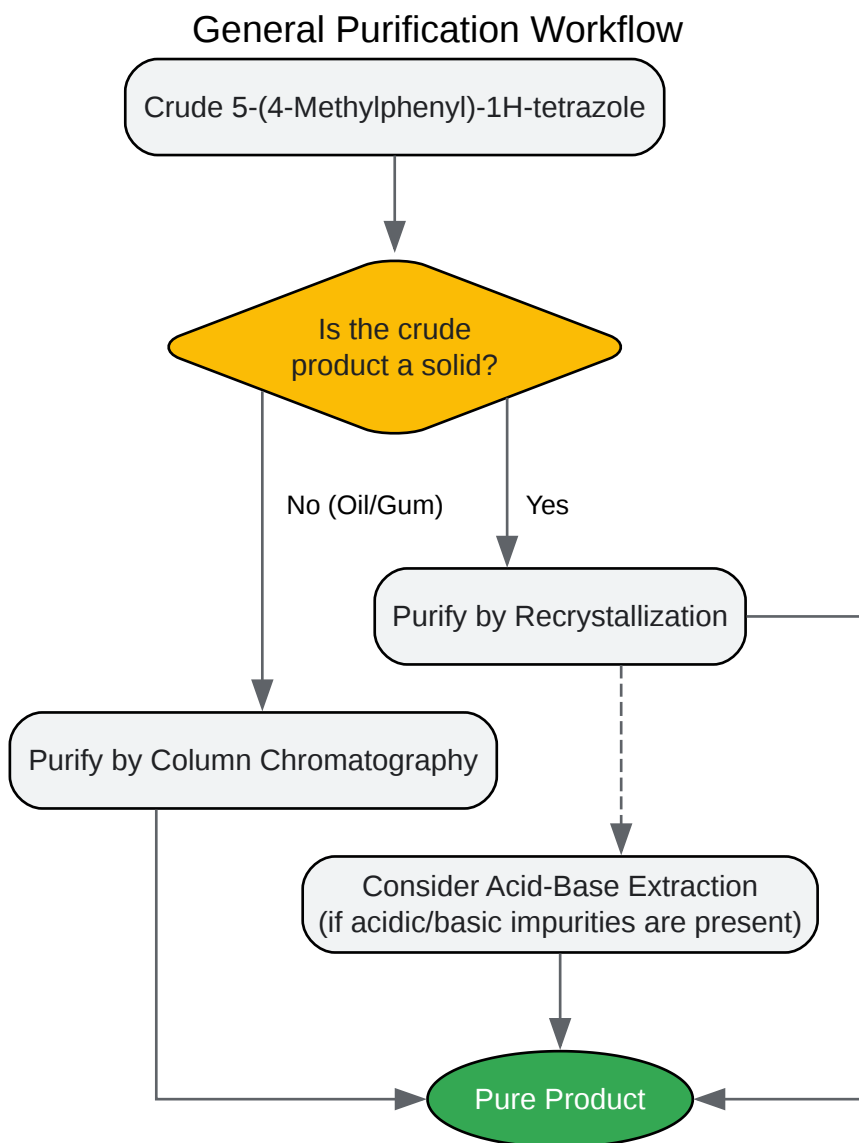 General Purification Workflow
Crude 5-(4-Methylphenyl)-1H-tetrazole
Is the crude
product a solid?
No (Oil/Gum)
Yes
Purify by Recrystallization
Purify by Column Chromatography
Consider Acid-Base Extraction
(if acidic/basic impurities are present)
Pure Product